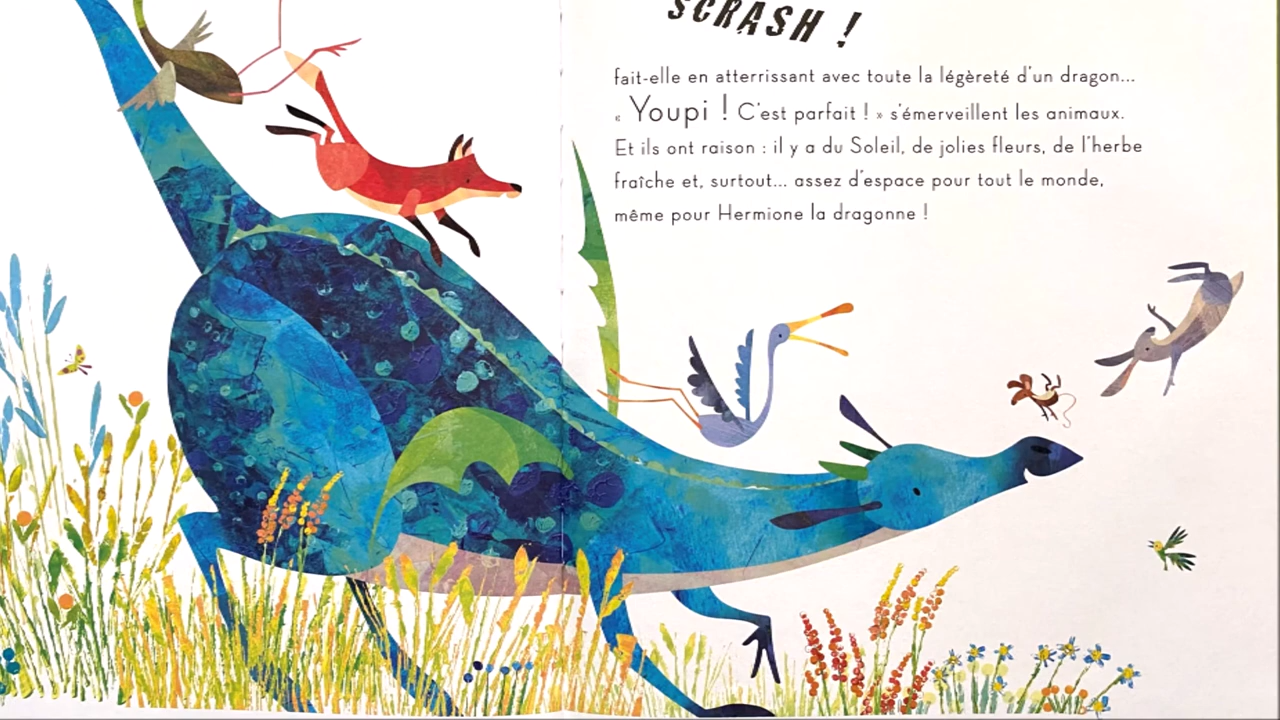 SCRASH !
fait-elle en atterrissant avec toute la légèreté d'un dragon...
« Youpi ! C'est parfait ! » s'émerveillent les animaux.
Et ils ont raison : il y a du Soleil, de jolies fleurs, de l'herbe
fraîche et, surtout... assez d'espace pour tout le monde,
même pour Hermione la dragonne !